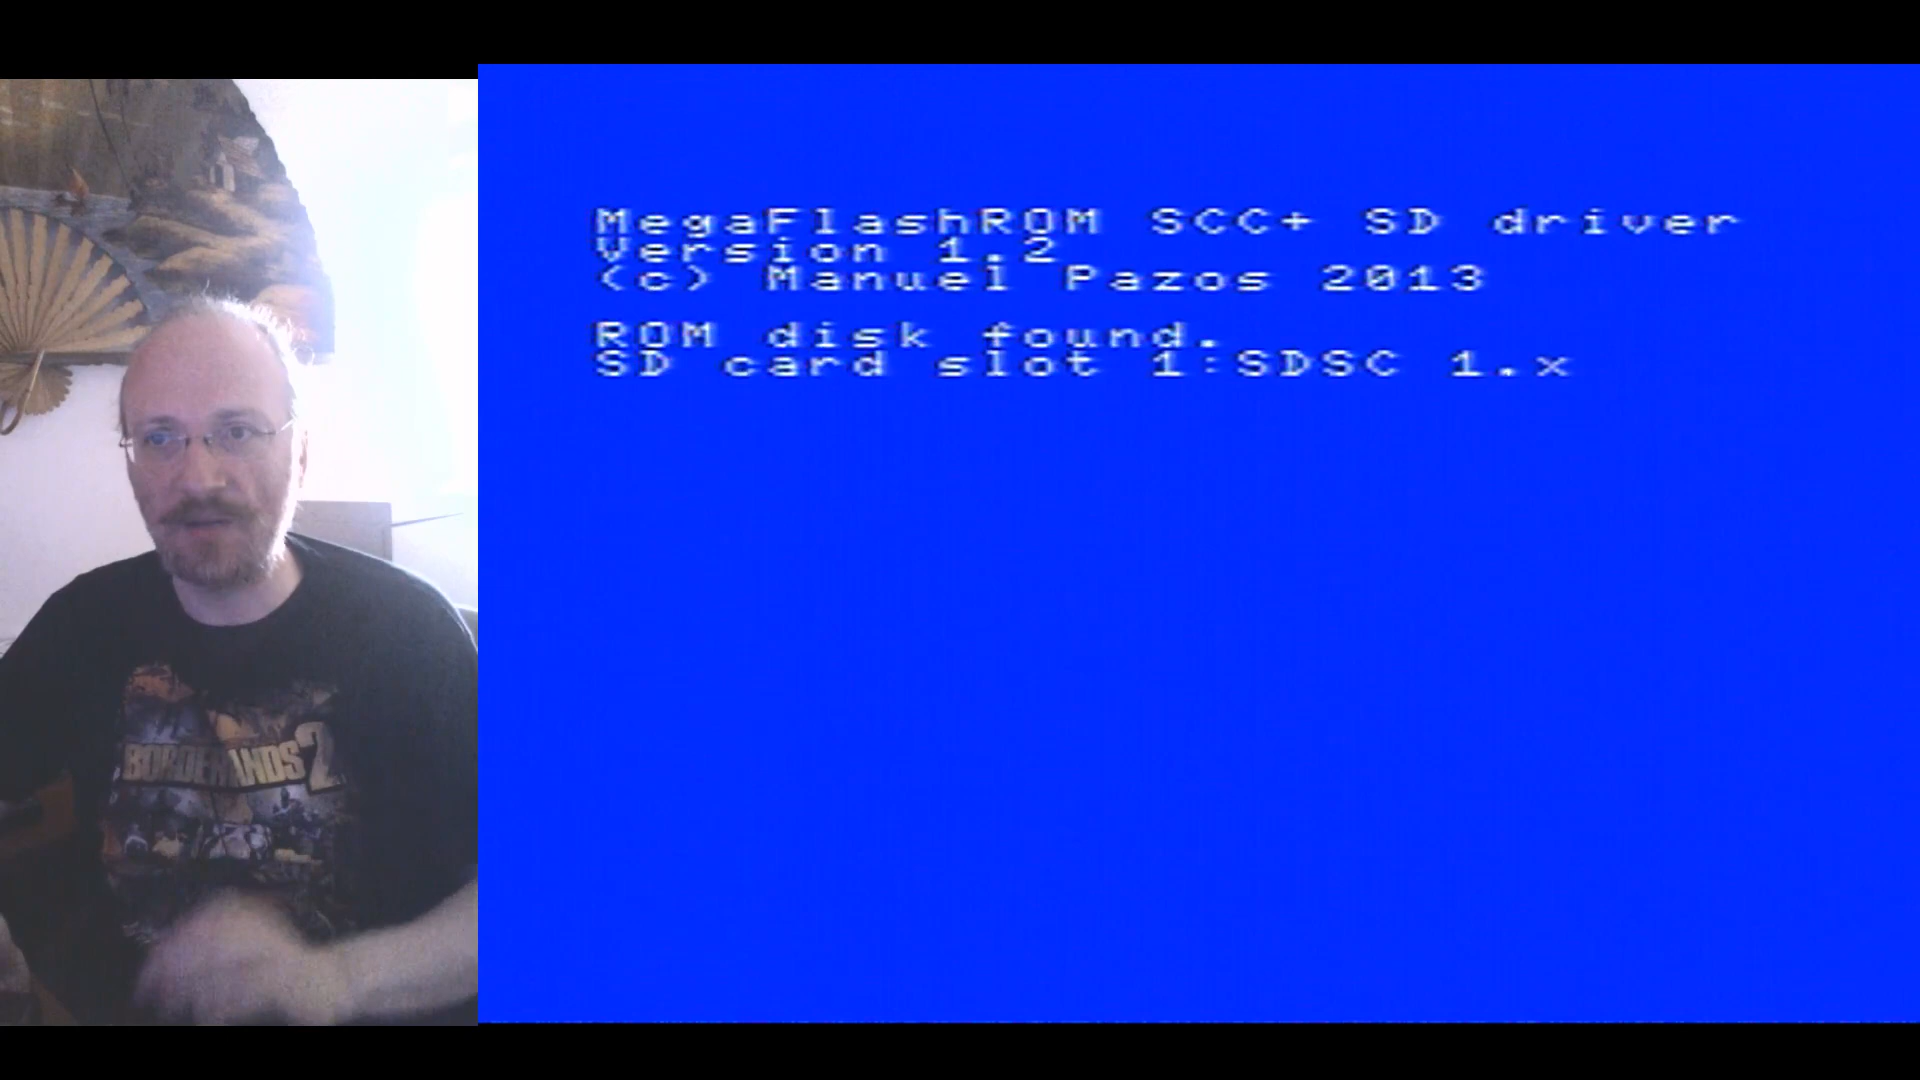 MegaFlashROM SCC+ SD driver
Version 1.2
(c) Manuel Pazos 2013
ROM disk found.
SD card slot 1:SDSC 1.x
BORDERLANDS 2